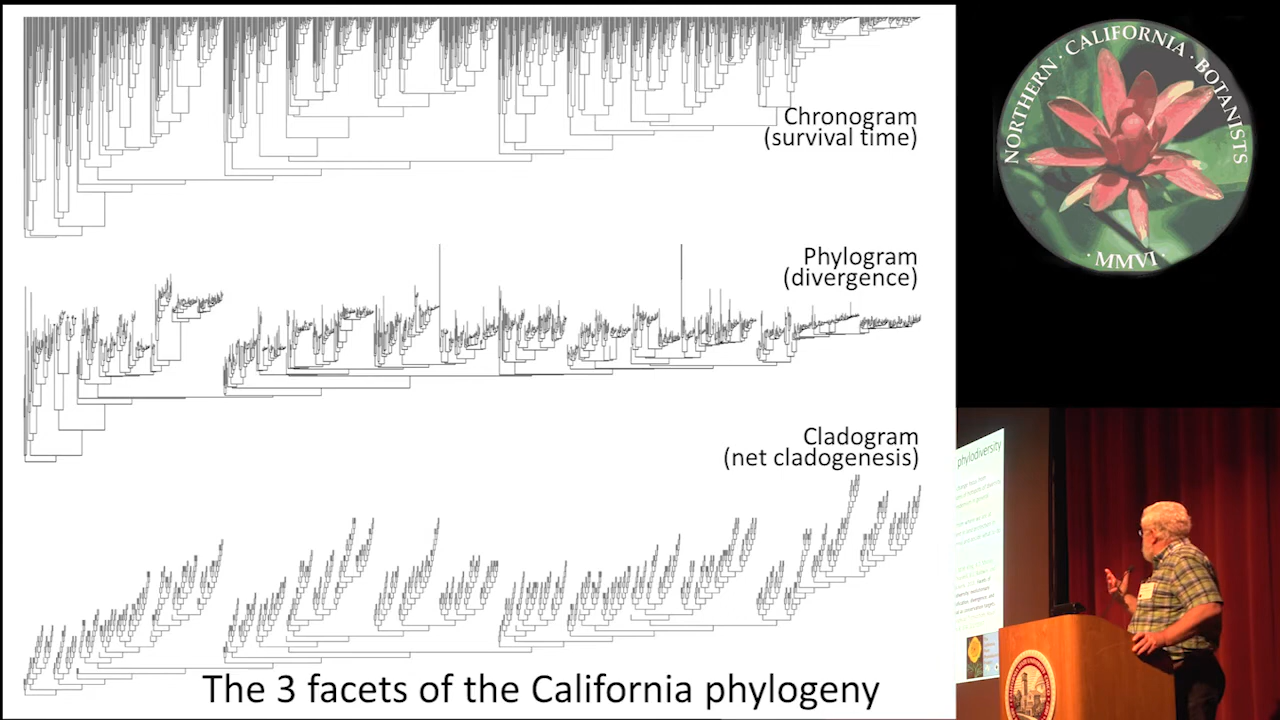 Chronogram
(survival time)
Phylogram
(divergence)
Cladogram
(net cladogenesis)
The 3 facets of the California phylogeny
NORTHERN · CALIFORNIA · BOTANISTS
· MMVI ·
phylodiversity